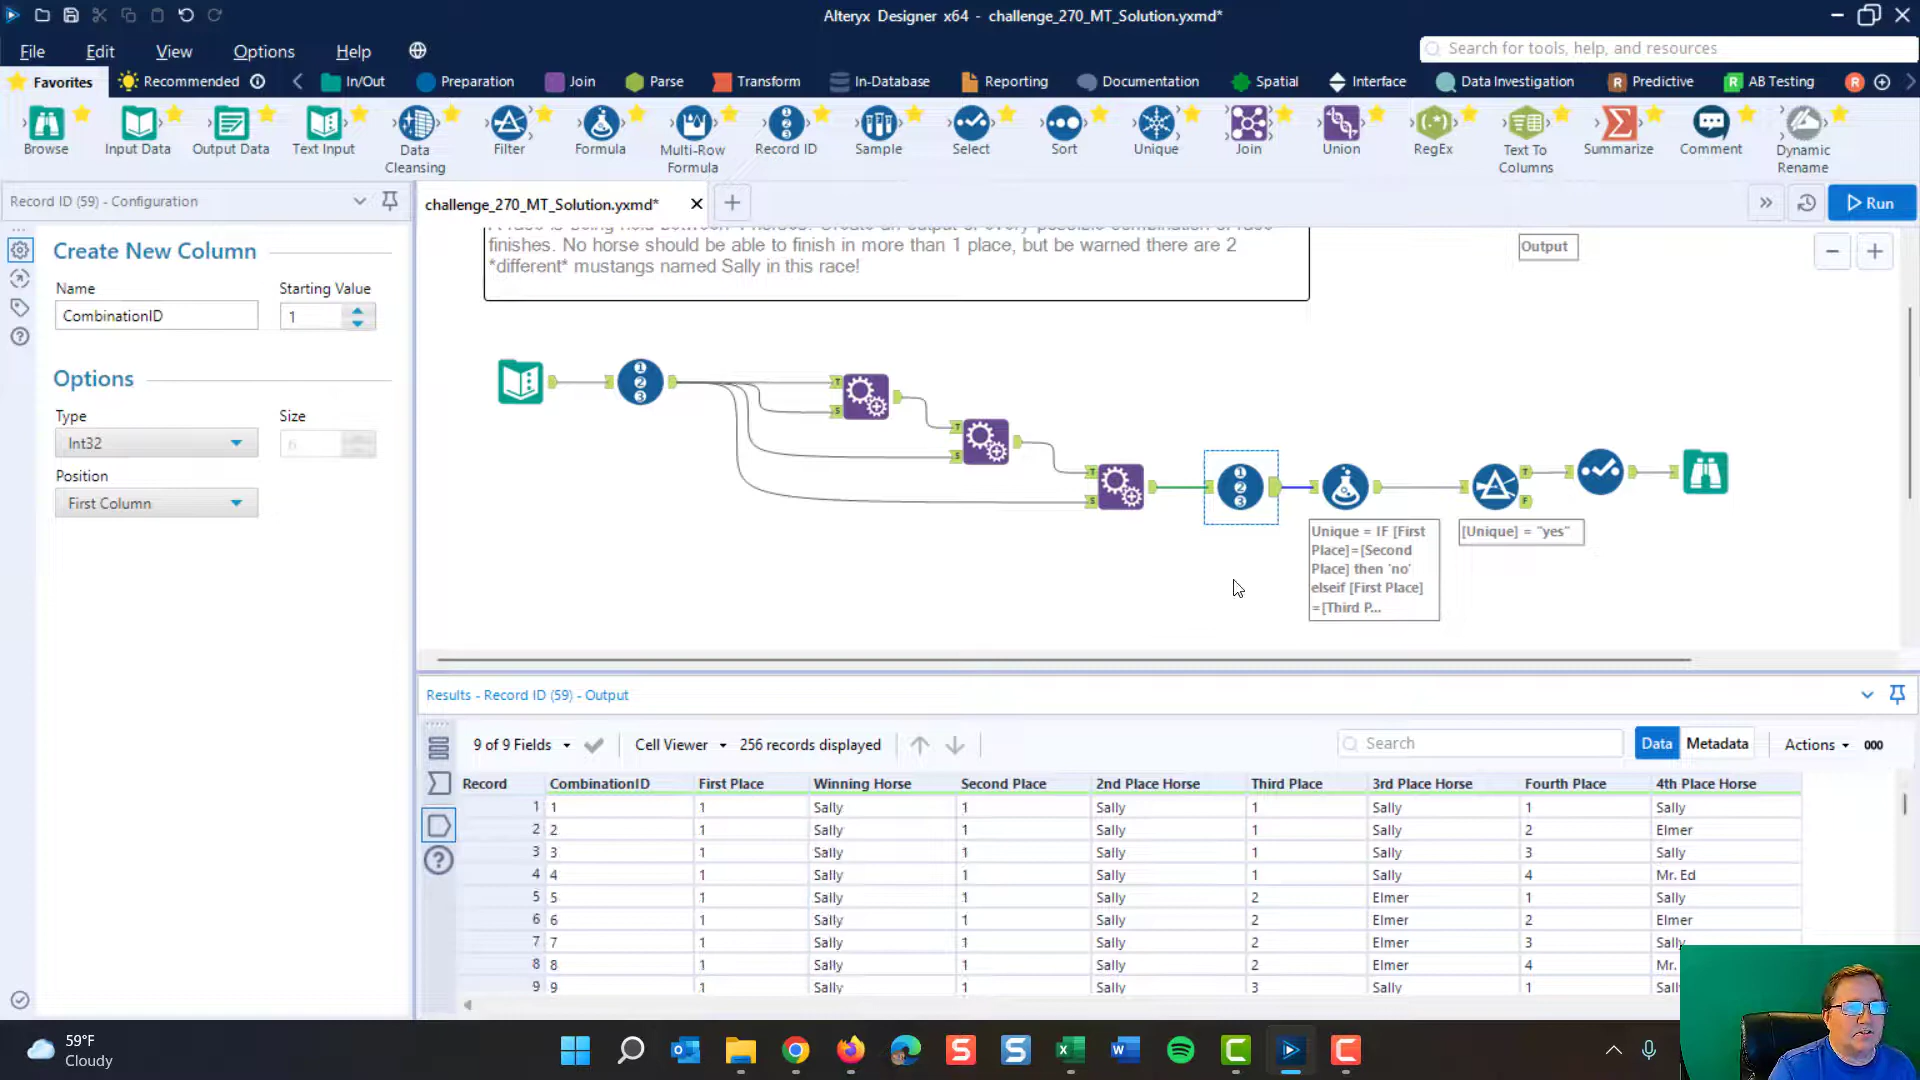 Alteryx Designer x64 - challenge_270_MT_Solution.yxmd*
File Edit View Options Help
Search for tools, help, and resources
Favorites Recommended In/Out Preparation Join Parse Transform In-Database Reporting Documentation Spatial Interface Data Investigation Predictive AB Testing
Browse Input Data Output Data Text Input Data Cleansing Filter Formula Multi-Row Formula Record ID Sample Select Sort Unique Join Union RegEx Text To Columns Summarize Comment Dynamic Rename
Record ID (59) - Configuration
challenge_270_MT_Solution.yxmd*
Run
Create New Column
Name Starting Value
CombinationID 1
Options
Type Size
Int32 6
Position
First Column
finishes. No horse should be able to finish in more than 1 place, but be warned there are 2
*different* mustangs named Sally in this race!
Output
Unique = IF [First
Place]=[Second
Place] then 'no'
elseif [First Place]
=[Third P...
[Unique] = "yes"
Results - Record ID (59) - Output
9 of 9 Fields Cell Viewer 256 records displayed Search Data Metadata Actions 000
Record CombinationID First Place Winning Horse Second Place 2nd Place Horse Third Place 3rd Place Horse Fourth Place 4th Place Horse
1 1 1 Sally 1 Sally 1 Sally 1 Sally
2 2 1 Sally 1 Sally 1 Sally 2 Elmer
3 3 1 Sally 1 Sally 1 Sally 3 Sally
4 4 1 Sally 1 Sally 1 Sally 4 Mr. Ed
5 5 1 Sally 1 Sally 2 Elmer 1 Sally
6 6 1 Sally 1 Sally 2 Elmer 2 Elmer
7 7 1 Sally 1 Sally 2 Elmer 3 Sally
8 8 1 Sally 1 Sally 2 Elmer 4 Mr.
9 9 1 Sally 1 Sally 3 Sally 1 Sall
59°F
Cloudy